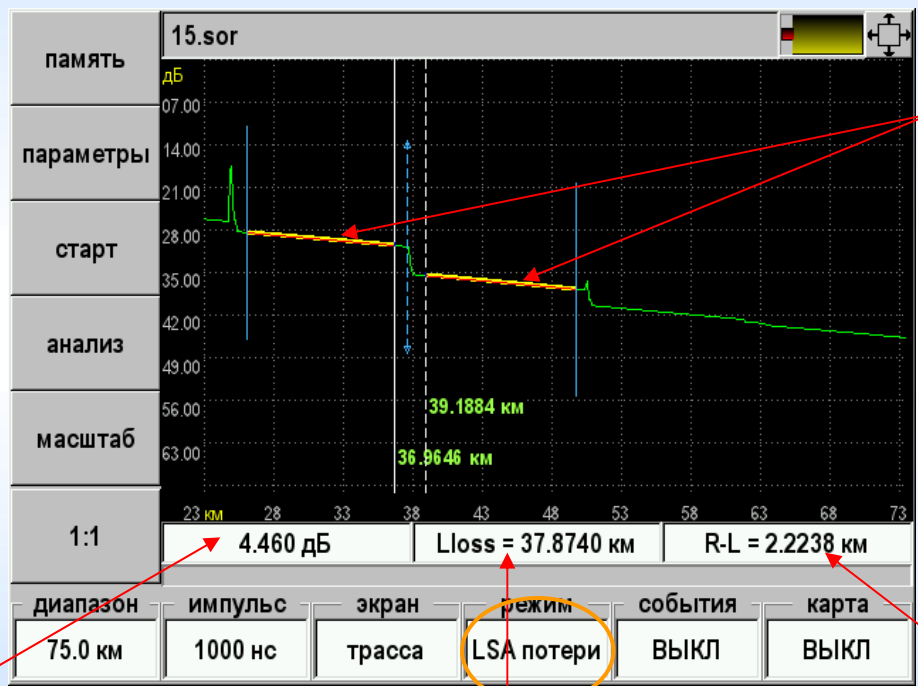 память
15.sor
дБ
07.00
параметры
14.00
21.00
старт
28.00
35.00
анализ
42.00
49.00
масштаб
56.00
39.1884 км
63.00
36.9646 км
1:1
23 км 28 33 38 43 48 53 58 63 68 73
4.460 дБ Lloss = 37.8740 км R-L = 2.2238 км
диапазон импульс экран режим события карта
75.0 км 1000 нс трасса LSA потери ВЫКЛ ВЫКЛ